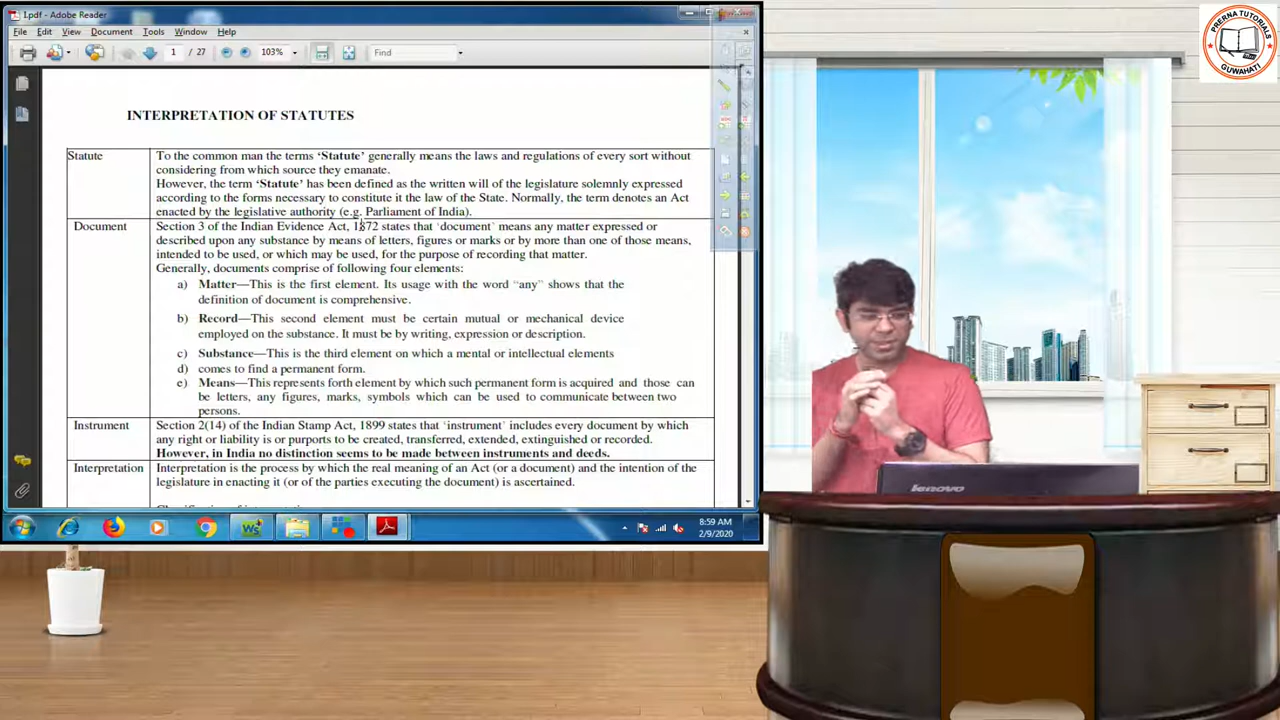 I.pdf - Adobe Reader
File Edit View Document Tools Window Help
1 / 27 103% Find
INTERPRETATION OF STATUTES
Statute
To the common man the terms ‘Statute’ generally means the laws and regulations of every sort without
considering from which source they emanate.
However, the term ‘Statute’ has been defined as the written will of the legislature solemnly expressed
according to the forms necessary to constitute it the law of the State. Normally, the term denotes an Act
enacted by the legislative authority (e.g. Parliament of India).
Document
Section 3 of the Indian Evidence Act, 1872 states that ‘document’ means any matter expressed or
described upon any substance by means of letters, figures or marks or by more than one of those means,
intended to be used, or which may be used, for the purpose of recording that matter.
Generally, documents comprise of following four elements:
a) Matter—This is the first element. Its usage with the word “any” shows that the
definition of document is comprehensive.
b) Record—This second element must be certain mutual or mechanical device
employed on the substance. It must be by writing, expression or description.
c) Substance—This is the third element on which a mental or intellectual elements
d) comes to find a permanent form.
e) Means—This represents forth element by which such permanent form is acquired and those can
be letters, any figures, marks, symbols which can be used to communicate between two
persons.
Instrument
Section 2(14) of the Indian Stamp Act, 1899 states that ‘instrument’ includes every document by which
any right or liability is or purports to be created, transferred, extended, extinguished or recorded.
However, in India no distinction seems to be made between instruments and deeds.
Interpretation
Interpretation is the process by which the real meaning of an Act (or a document) and the intention of the
legislature in enacting it (or of the parties executing the document) is ascertained.
8:59 AM
2/9/2020
PRERNA TUTORIALS
GUWAHATI
lenovo